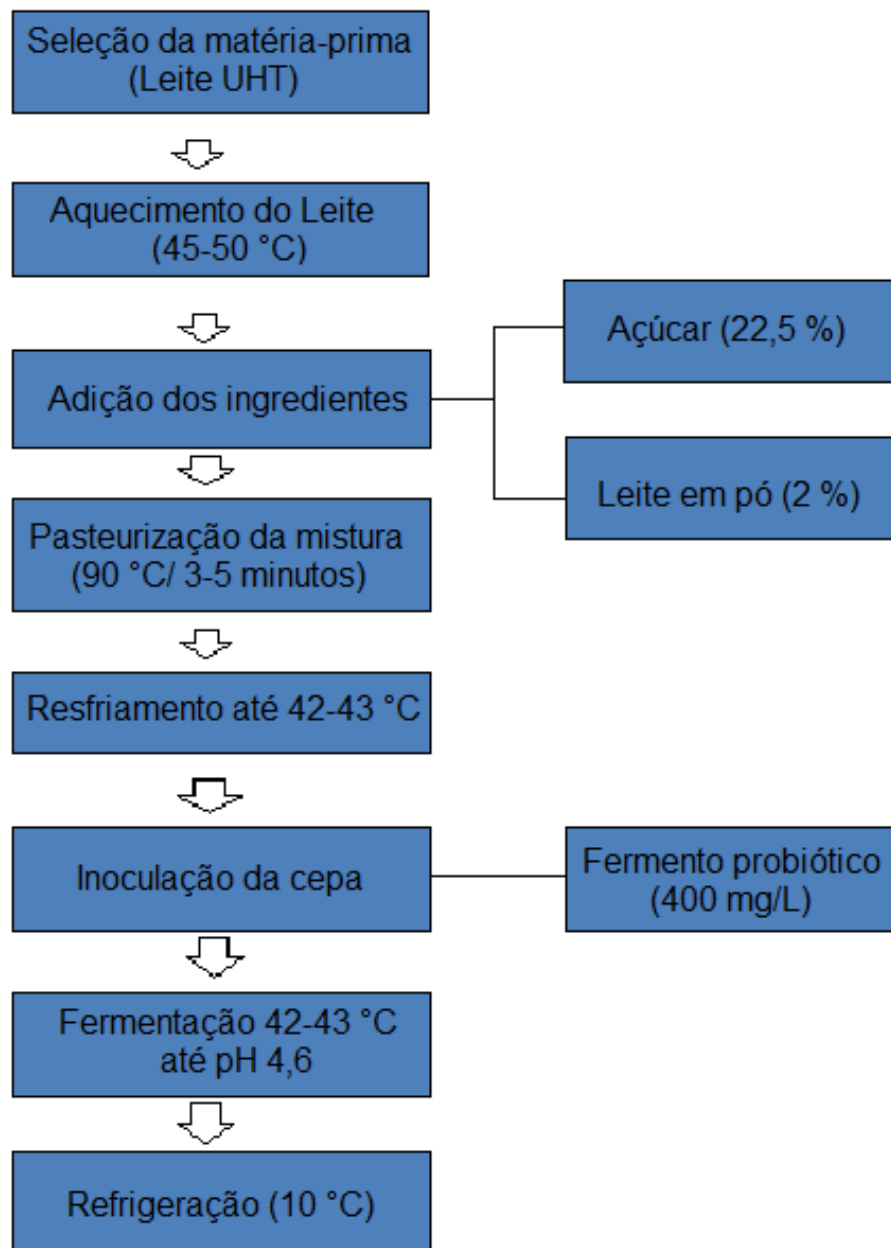 Seleção da matéria-prima
(Leite UHT)
Aquecimento do Leite
(45-50 °C)
Adição dos ingredientes
Açúcar (22,5 %)
Leite em pó (2 %)
Pasteurização da mistura
(90 °C/ 3-5 minutos)
Resfriamento até 42-43 °C
Inoculação da cepa
Fermento probiótico
(400 mg/L)
Fermentação 42-43 °C
até pH 4,6
Refrigeração (10 °C)